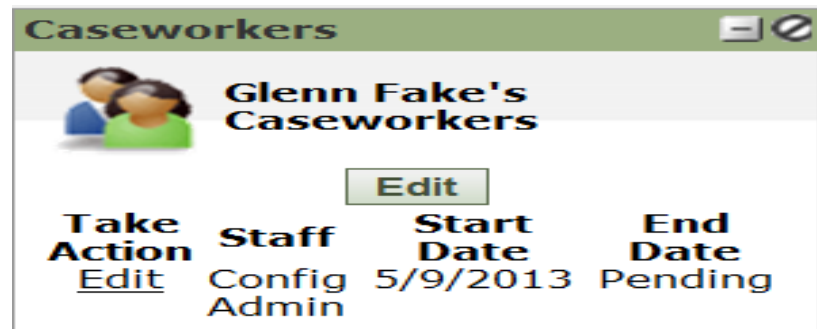 Caseworkers
Glenn Fake's
Caseworkers
Edit
Take Action Staff Start Date End Date
Edit Config Admin 5/9/2013 Pending